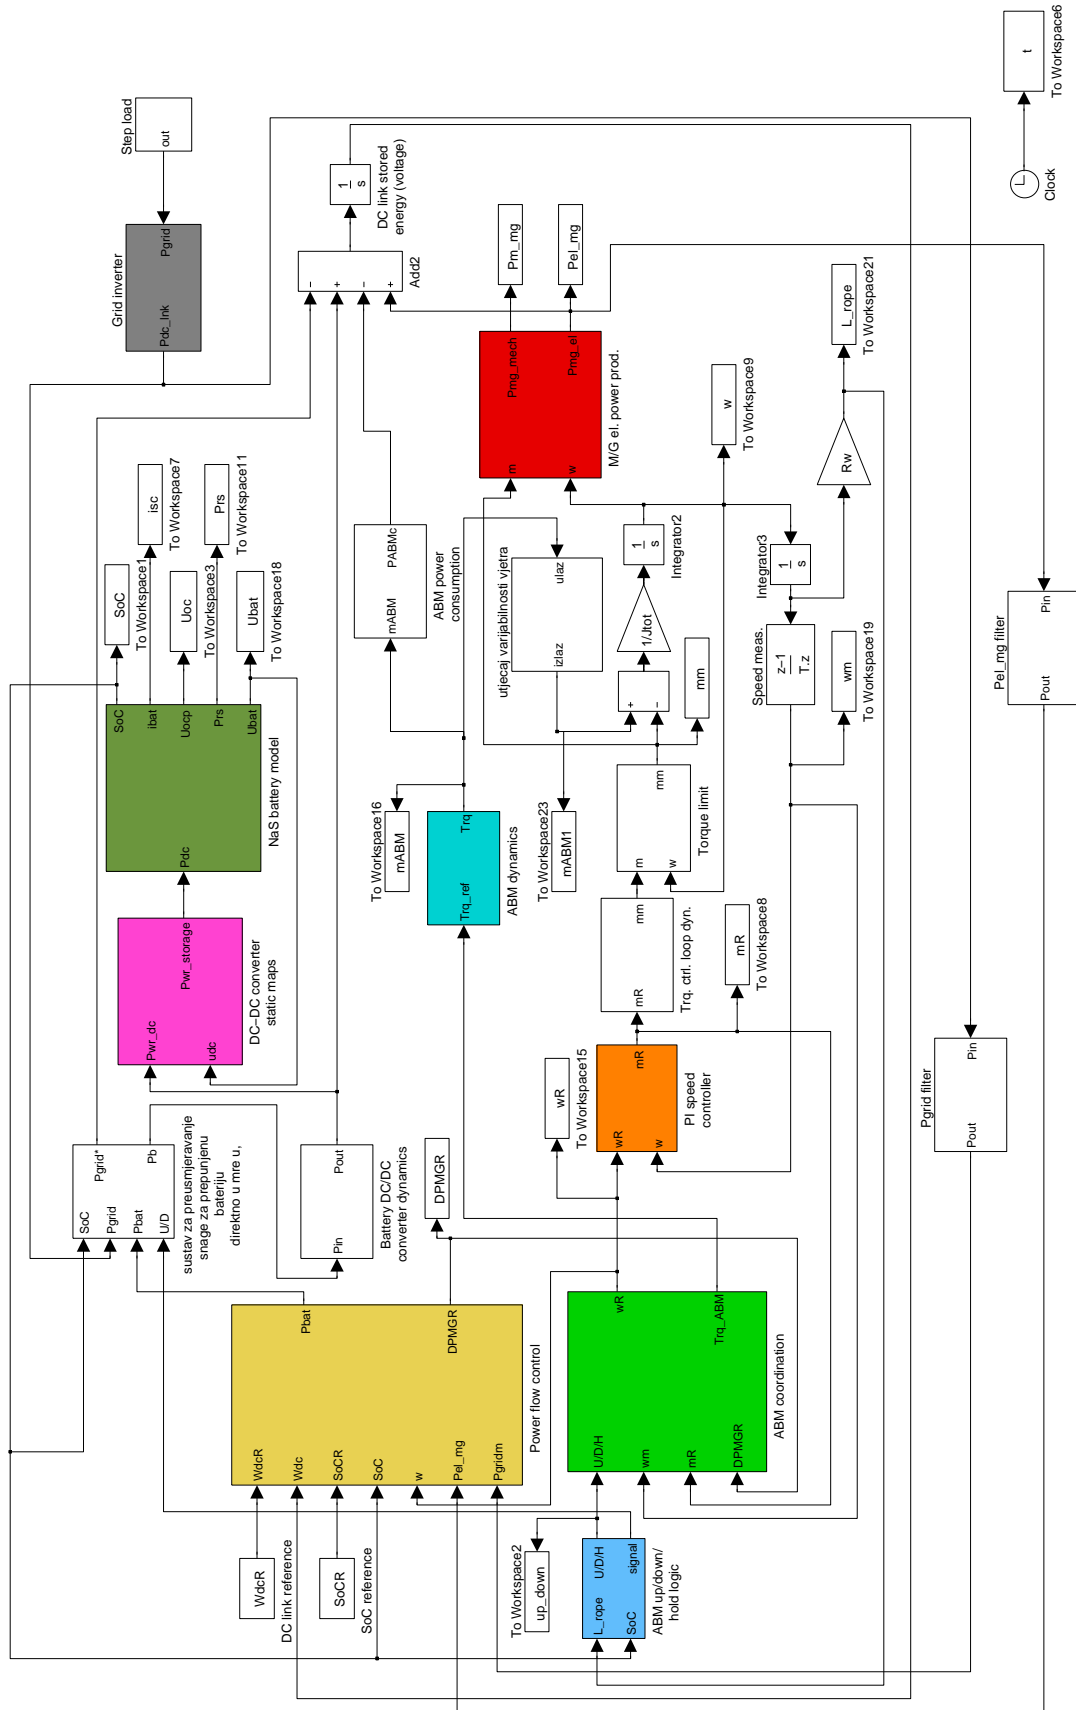 Step load
out
Grid inverter
Pgrid
Pdc_lnk
t
To Workspace6
Clock
1
s
DC link stored
energy (voltage)
Add2
−
+
−
+
SoC
To Workspace1
isc
To Workspace7
Uoc
To Workspace3
Prs
To Workspace11
Ubat
To Workspace18
NaS battery model
Pdc
SoC
ibat
Uocp
Prs
Ubat
DC−DC converter
static maps
Pwr_dc
udc
Pwr_storage
sustav za preusmjeravanje
snage za prepunjenu
bateriju
direktno u mre u,
SoC
Pgrid
Pbat
U/D
Pgrid*
Pb
Battery DC/DC
converter dynamics
Pin
Pout
Power flow control
WdcR
Wdc
SoCR
SoC
w
Pel_mg
Pgridm
Pbat
DPMGR
DPMGR
WdcR
DC link reference
SoCR
SoC reference
To Workspace2
up_down
ABM up/down/
hold logic
L_rope
SoC
U/D/H
signal
ABM coordination
U/D/H
wm
mR
DPMGR
wR
Trq_ABM
wR
To Workspace15
PI speed
controller
wR
w
mR
mR
To Workspace8
Trq. ctrl. loop dyn.
mR
mm
Torque limit
m
w
mm
mm
ABM dynamics
Trq_ref
Trq
To Workspace16
mABM
To Workspace23
mABM1
ABM power
consumption
mABM
PABMc
utjecaj varijabilnosti vjetra
izlaz
ulaz
+
−
1/Jtot
1
s
Integrator2
M/G el. power prod.
m
w
Pmg_mech
Pmg_el
Pm_mg
Pel_mg
w
To Workspace9
Integrator3
1
s
Speed meas.
z−1
T.z
wm
To Workspace19
Rw
L_rope
To Workspace21
Pel_mg filter
Pin
Pout
Pgrid filter
Pin
Pout